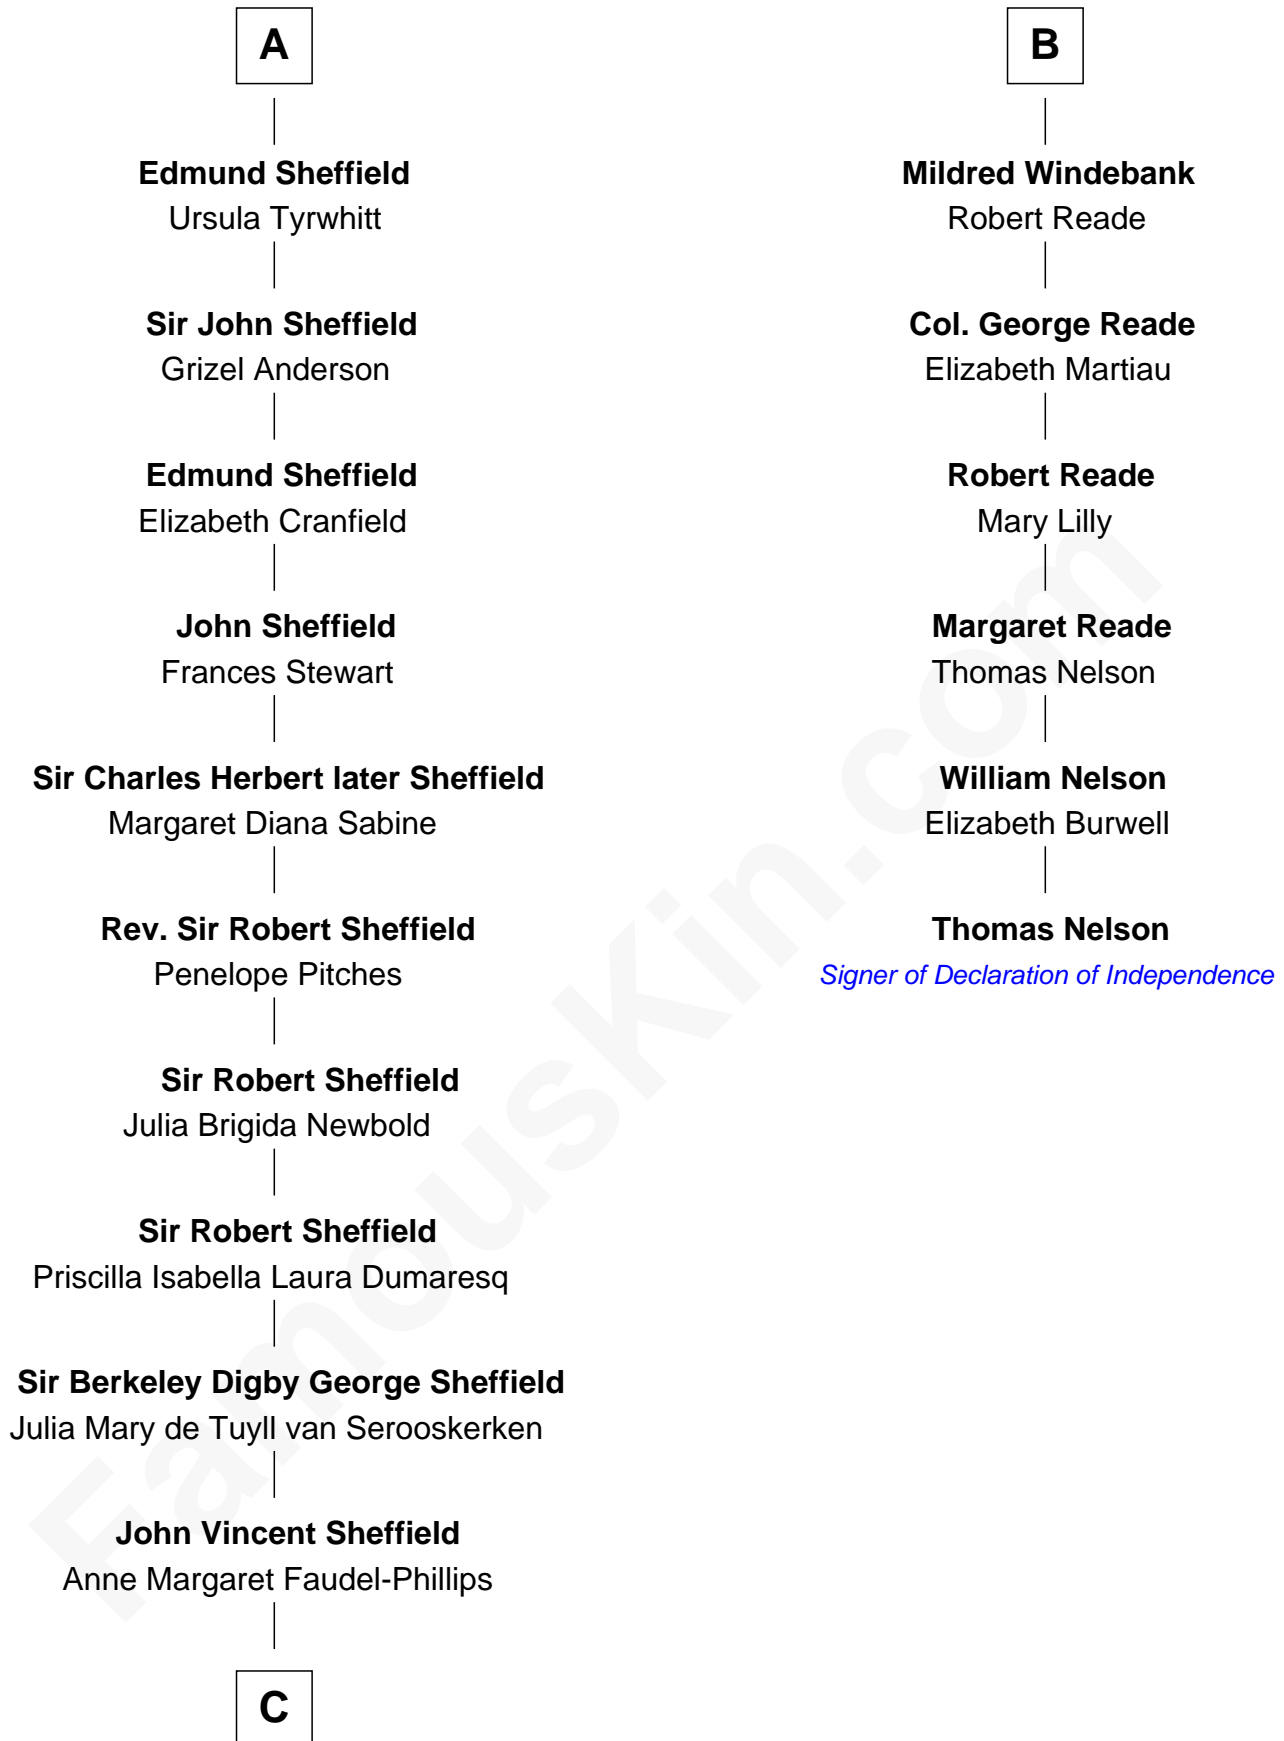 A
Edmund Sheffield
Ursula Tyrwhitt
Sir John Sheffield
Grizel Anderson
Edmund Sheffield
Elizabeth Cranfield
John Sheffield
Frances Stewart
Sir Charles Herbert later Sheffield
Margaret Diana Sabine
Rev. Sir Robert Sheffield
Penelope Pitches
Sir Robert Sheffield
Julia Brigida Newbold
Sir Robert Sheffield
Priscilla Isabella Laura Dumaresq
Sir Berkeley Digby George Sheffield
Julia Mary de Tuyll van Serooskerken
John Vincent Sheffield
Anne Margaret Faudel-Phillips
C
B
Mildred Windebank
Robert Reade
Col. George Reade
Elizabeth Martiau
Robert Reade
Mary Lilly
Margaret Reade
Thomas Nelson
William Nelson
Elizabeth Burwell
Thomas Nelson
Signer of Declaration of Independence
FamousKin.com